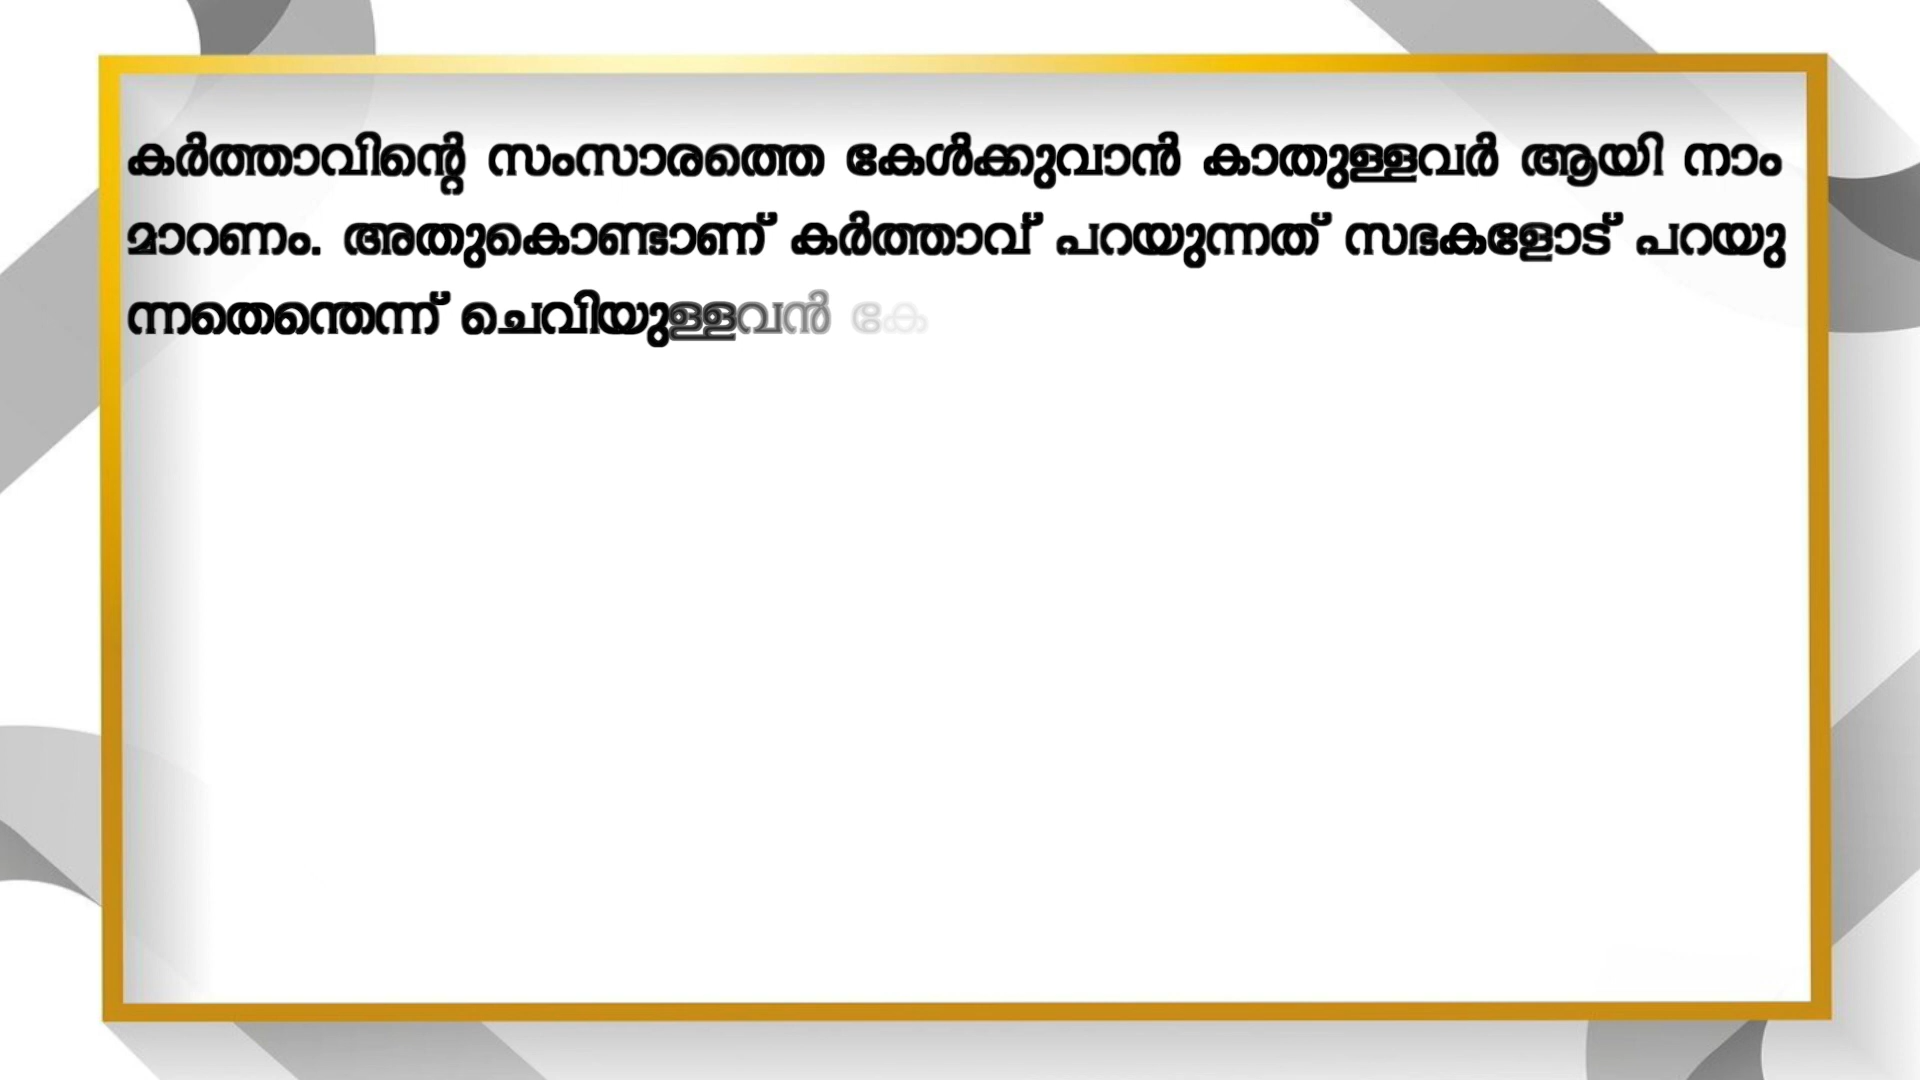 കർത്താവിന്റെ സംസാരത്തെ കേൾക്കുവാൻ കാതുള്ളവർ ആയി നാം
മാറണം. അതുകൊണ്ടാണ് കർത്താവ് പറയുന്നത് സഭകളോട് പറയു
ന്നതെന്തെന്ന് ചെവിയുള്ളവൻ കേ